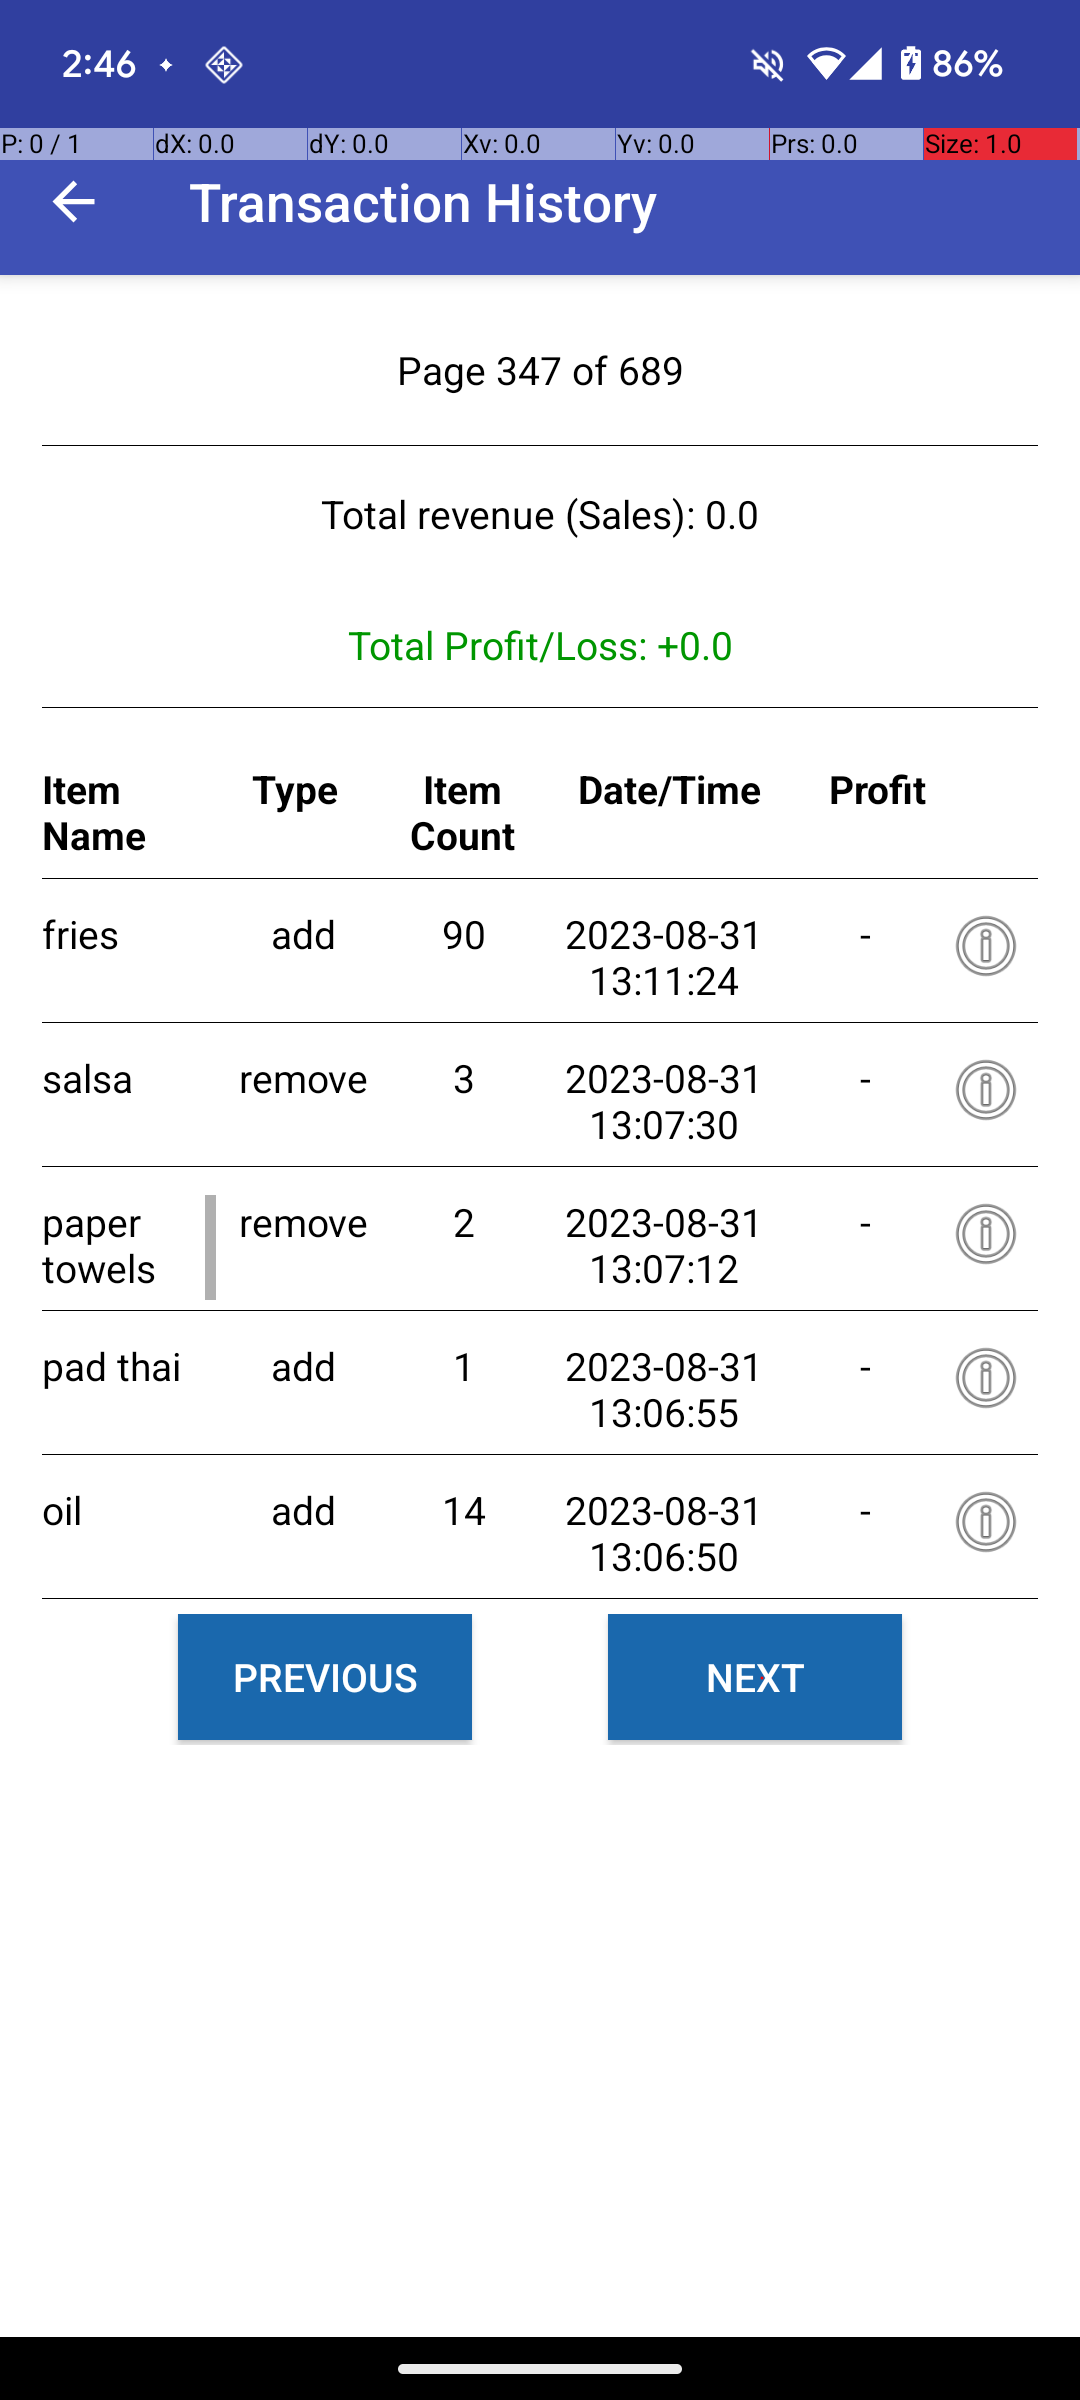 2:46 86%
P: 0 / 1 dX: 0.0 dY: 0.0 Xv: 0.0 Yv: 0.0 Prs: 0.0 Size: 1.0
Transaction History
Page 347 of 689
Total revenue (Sales): 0.0
Total Profit/Loss: +0.0
Item Name Type Item Count Date/Time Profit
fries add 90 2023-08-31 13:11:24 -
salsa remove 3 2023-08-31 13:07:30 -
paper towels remove 2 2023-08-31 13:07:12 -
pad thai add 1 2023-08-31 13:06:55 -
oil add 14 2023-08-31 13:06:50 -
PREVIOUS NEXT